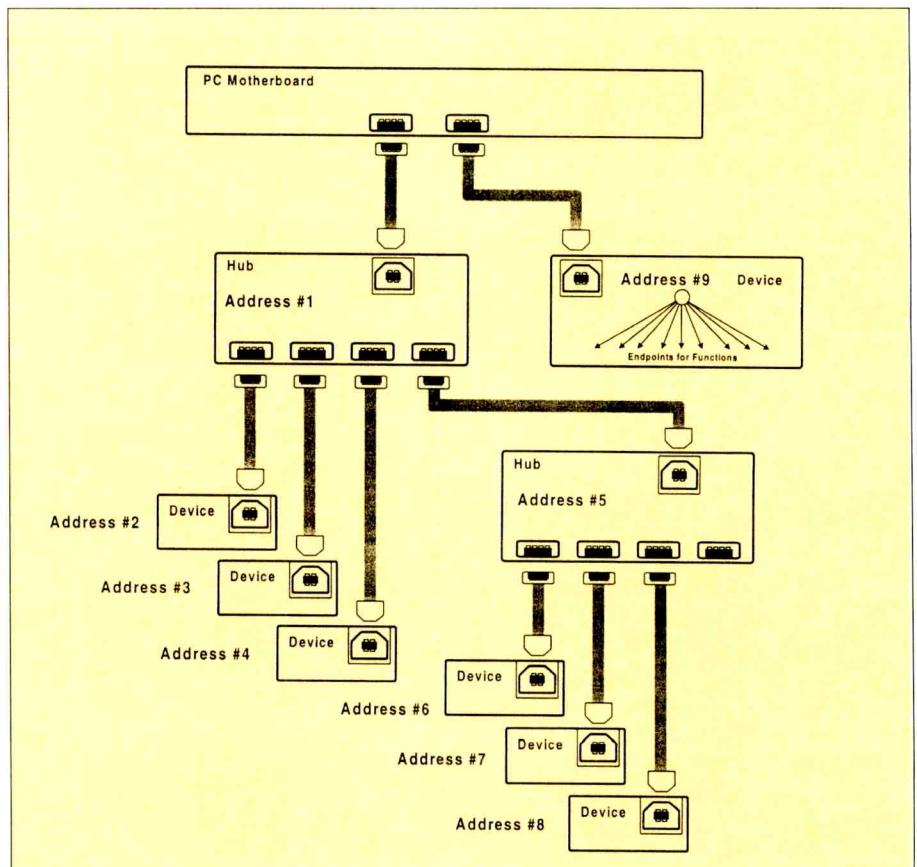 PC Motherboard
Hub
Address #1
Address #9 Device
Endpoints for Functions
Hub
Address #5
Address #2
Device
Address #3
Device
Address #4
Device
Address #6
Device
Address #7
Device
Address #8
Device